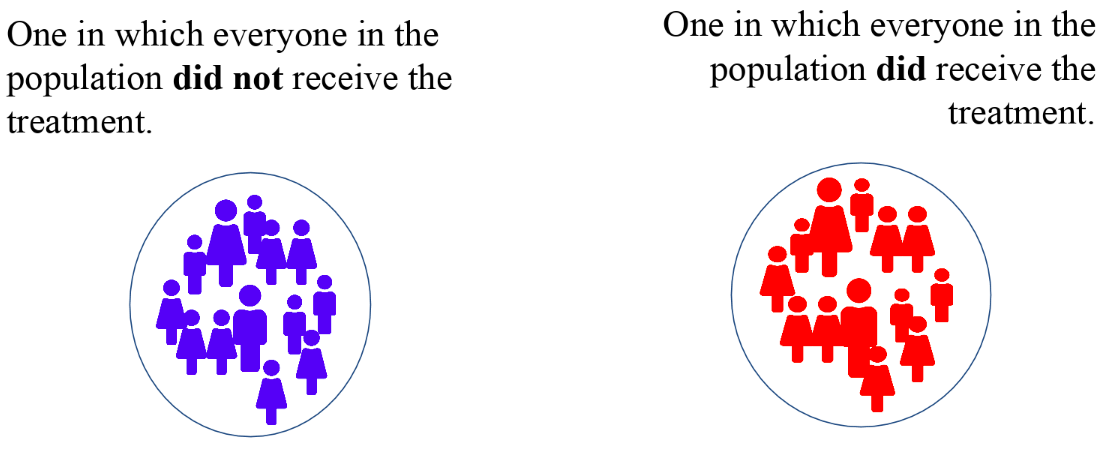 One in which everyone in the
population did not receive the
treatment.
One in which everyone in the
population did receive the
treatment.